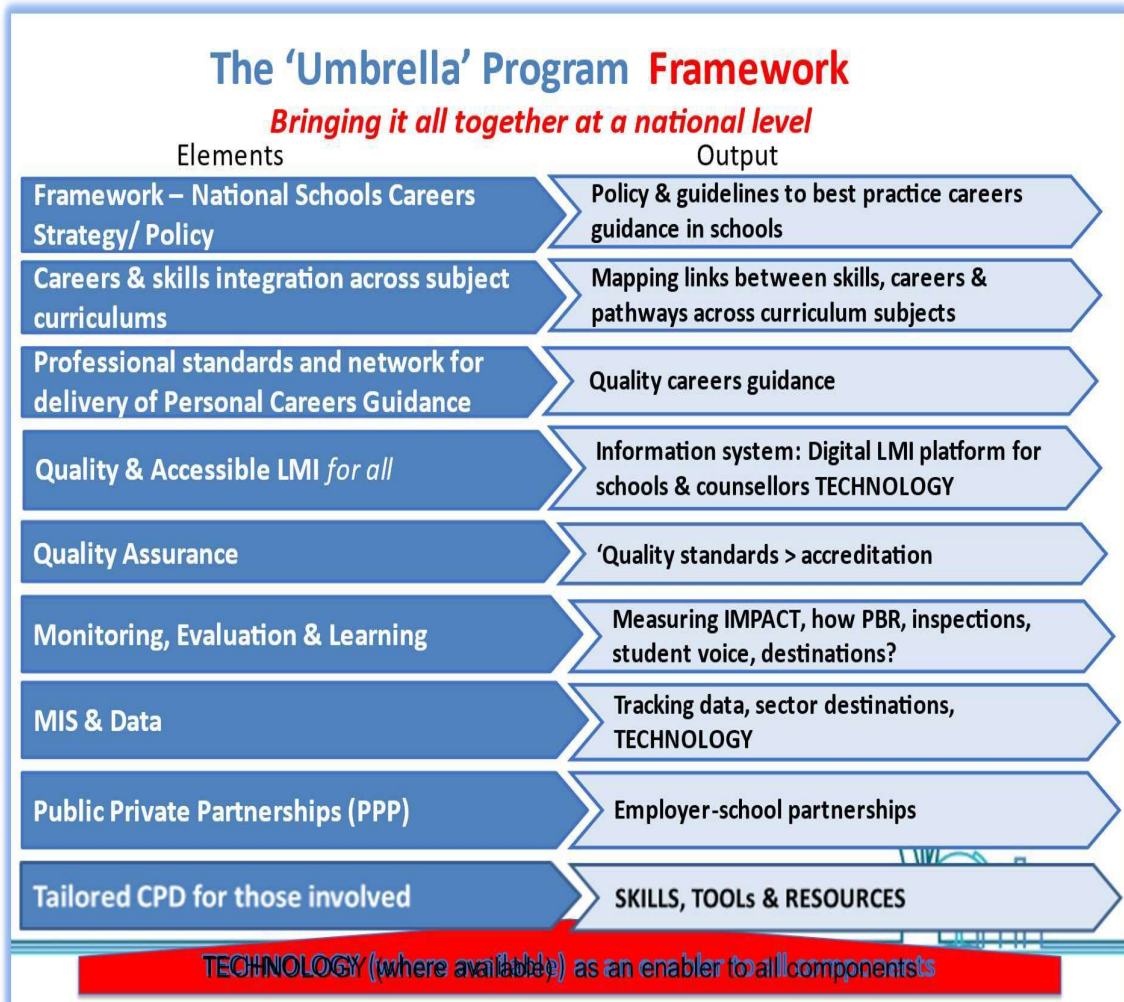 The ‘Umbrella’ Program Framework
Bringing it all together at a national level
Elements
Output
Framework – National Schools Careers
Strategy/ Policy
Policy & guidelines to best practice careers
guidance in schools
Careers & skills integration across subject
curriculums
Mapping links between skills, careers &
pathways across curriculum subjects
Professional standards and network for
delivery of Personal Careers Guidance
Quality careers guidance
Quality & Accessible LMI for all
Information system: Digital LMI platform for
schools & counsellors TECHNOLOGY
Quality Assurance
‘Quality standards > accreditation
Monitoring, Evaluation & Learning
Measuring IMPACT, how PBR, inspections,
student voice, destinations?
MIS & Data
Tracking data, sector destinations,
TECHNOLOGY
Public Private Partnerships (PPP)
Employer-school partnerships
Tailored CPD for those involved
SKILLS, TOOLs & RESOURCES
TECHNOLOGY (where available) as an enabler to all components